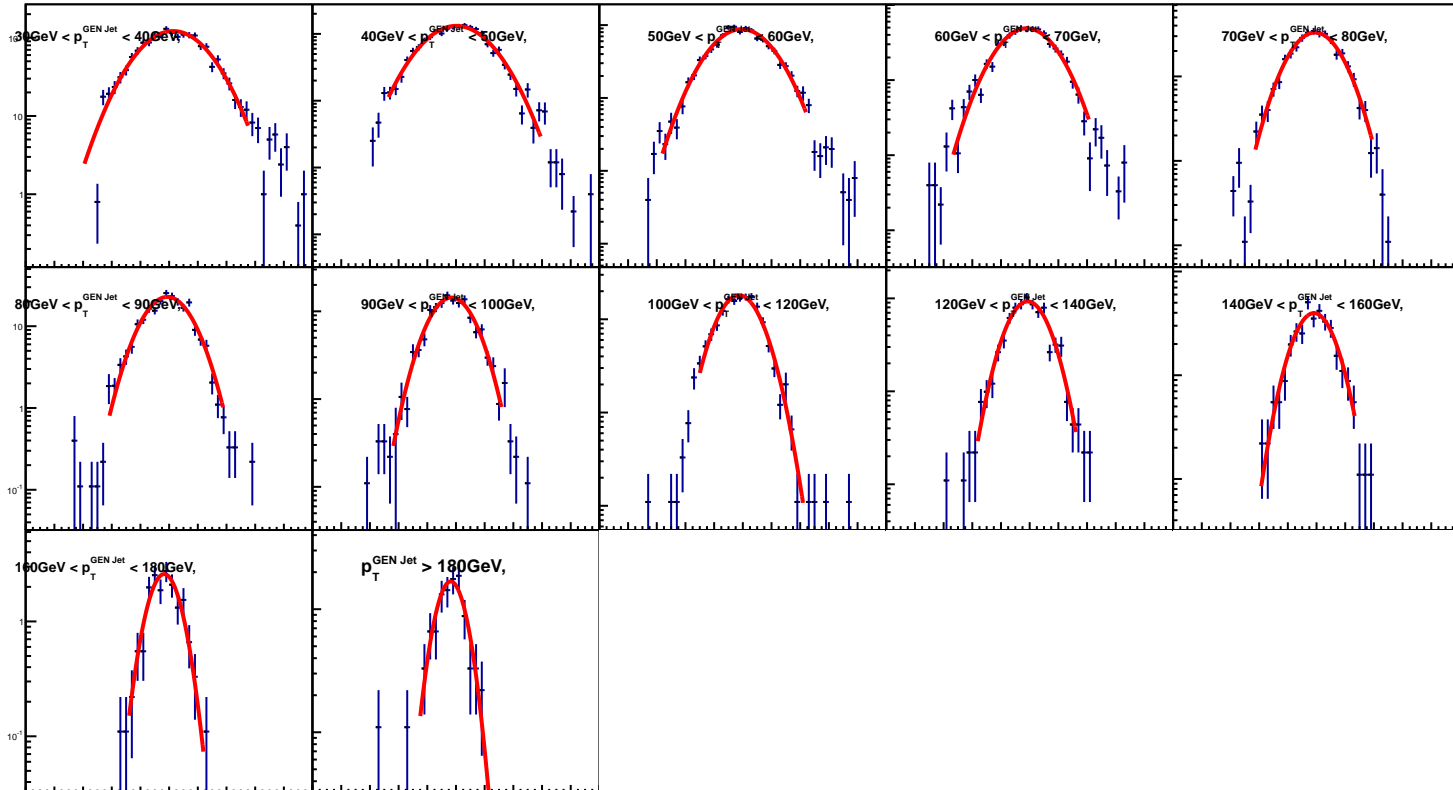 30GeV < p_T^GEN Jet < 40GeV,
40GeV < p_T^GEN Jet < 50GeV,
50GeV < p_T^GEN Jet < 60GeV,
60GeV < p_T^GEN Jet < 70GeV,
70GeV < p_T^GEN Jet < 80GeV,
10
1
80GeV < p_T^GEN Jet < 90GeV,
90GeV < p_T^GEN Jet < 100GeV,
100GeV < p_T^GEN Jet < 120GeV,
120GeV < p_T^GEN Jet < 140GeV,
140GeV < p_T^GEN Jet < 160GeV,
10
1
10^-1
160GeV < p_T^GEN Jet < 180GeV,
p_T^GEN Jet > 180GeV,
1
10^-1